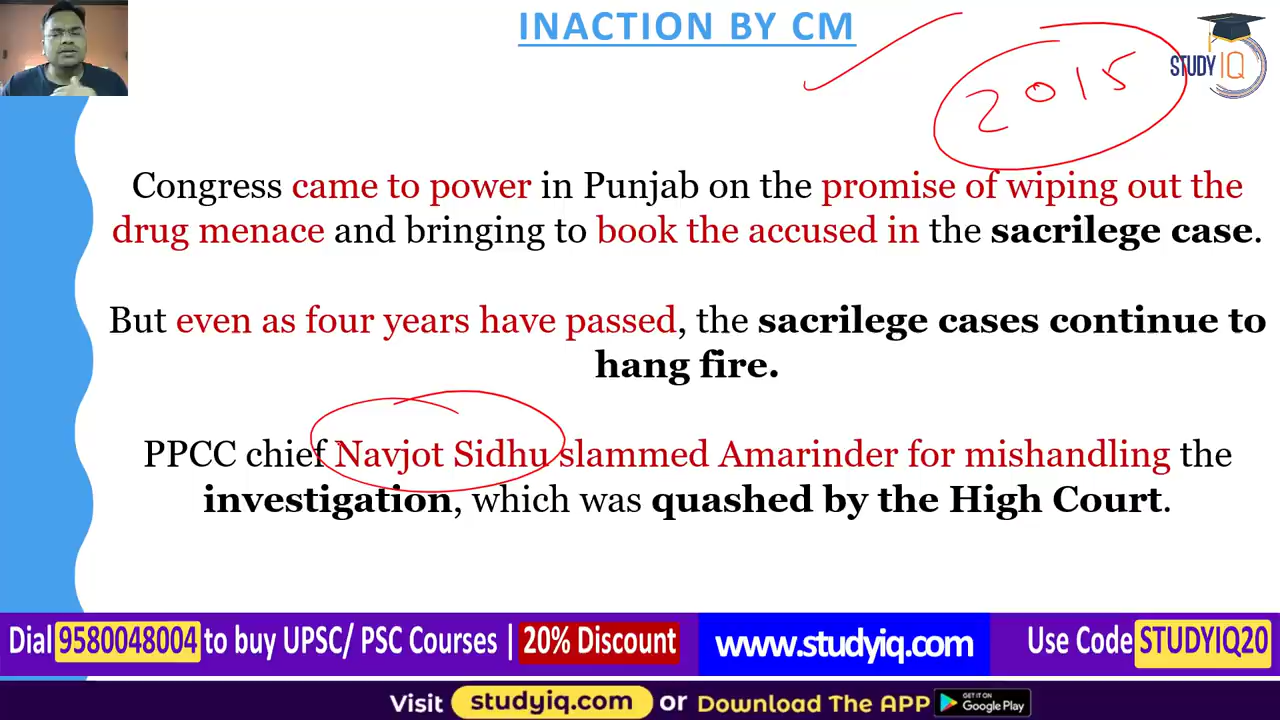 INACTION BY CM
STUDY IQ
2015
Congress came to power in Punjab on the promise of wiping out the
drug menace and bringing to book the accused in the sacrilege case.
But even as four years have passed, the sacrilege cases continue to
hang fire.
PPCC chief Navjot Sidhu slammed Amarinder for mishandling the
investigation, which was quashed by the High Court.
Dial 9580048004 to buy UPSC/ PSC Courses | 20% Discount
www.studyiq.com
Use Code STUDYIQ20
Visit studyiq.com or Download The APP GET IT ON Google Play